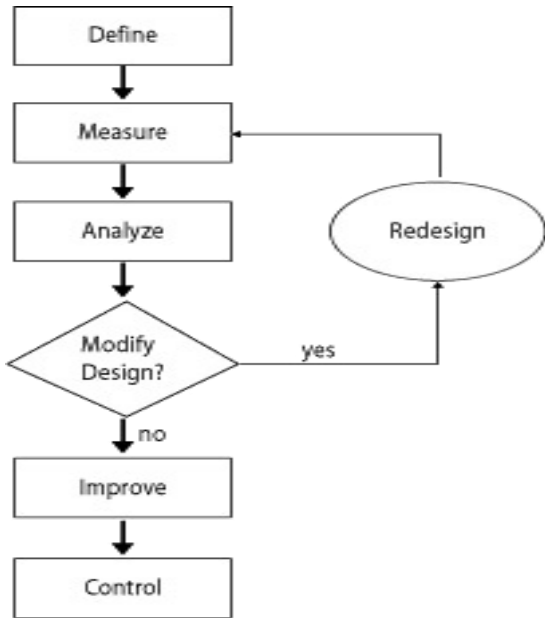 Define
Measure
Analyze
Redesign
Modify
Design?
yes
no
Improve
Control